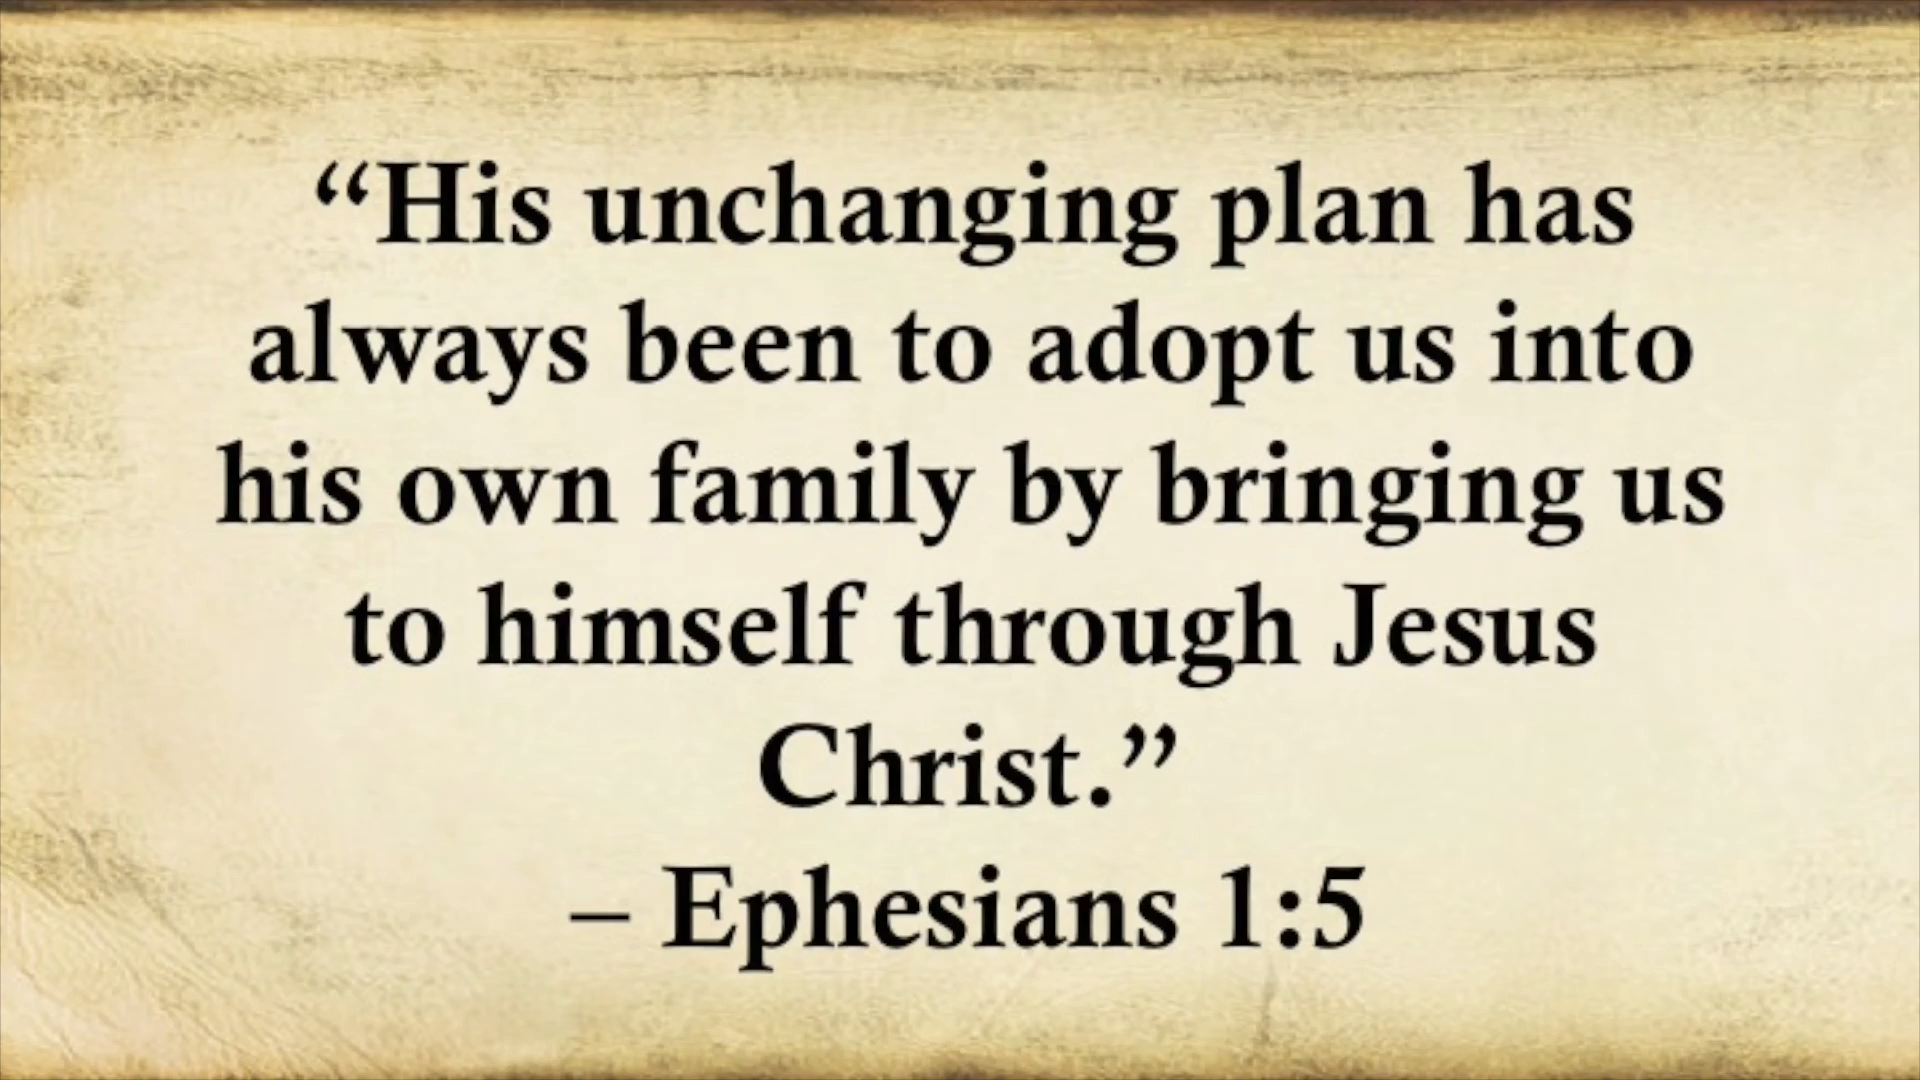 “His unchanging plan has
always been to adopt us into
his own family by bringing us
to himself through Jesus
Christ.”
– Ephesians 1:5